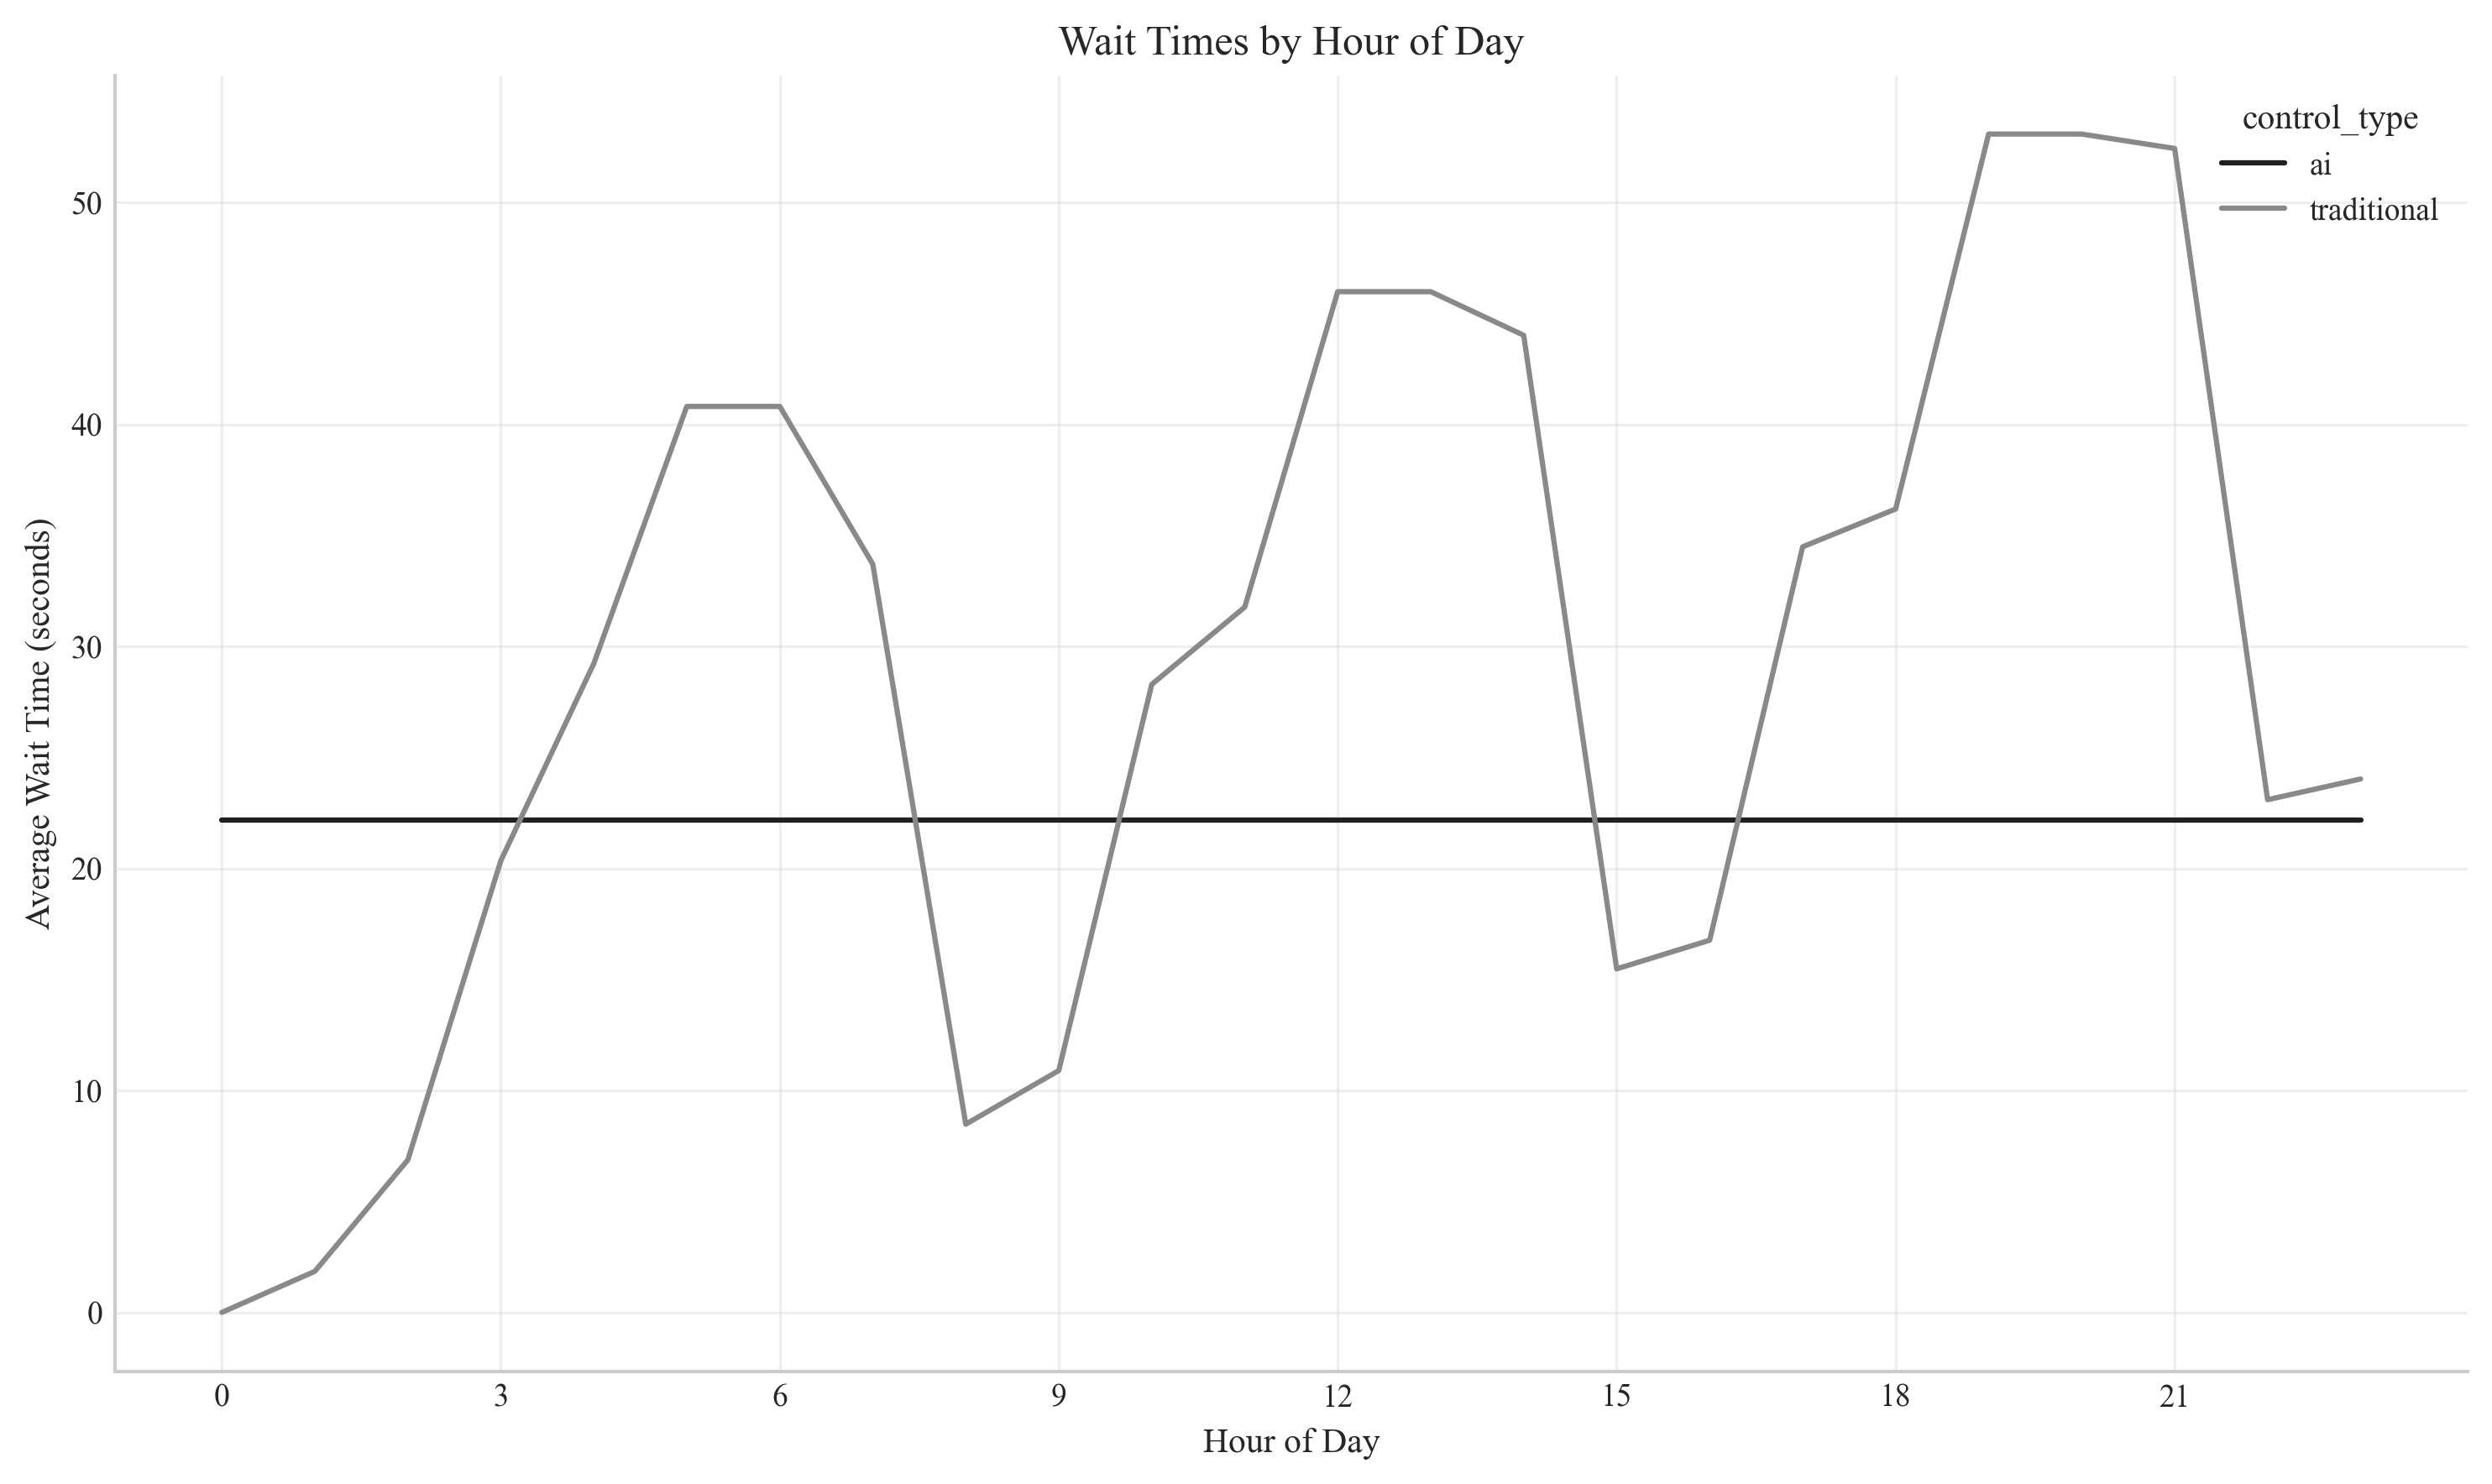 Wait Times by Hour of Day
control_type
ai
traditional
Average Wait Time (seconds)
50
40
30
20
10
0
0 3 6 9 12 15 18 21
Hour of Day